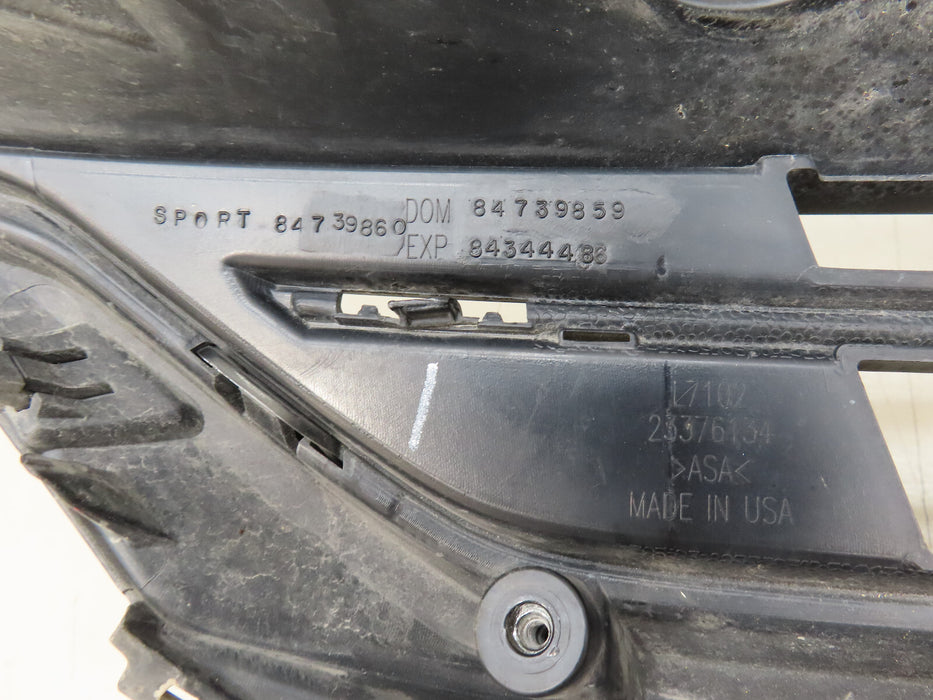 SPORT 84739860
DOM 84739859
EXP 84344486
L7102
23376134
>ASA<
MADE IN USA